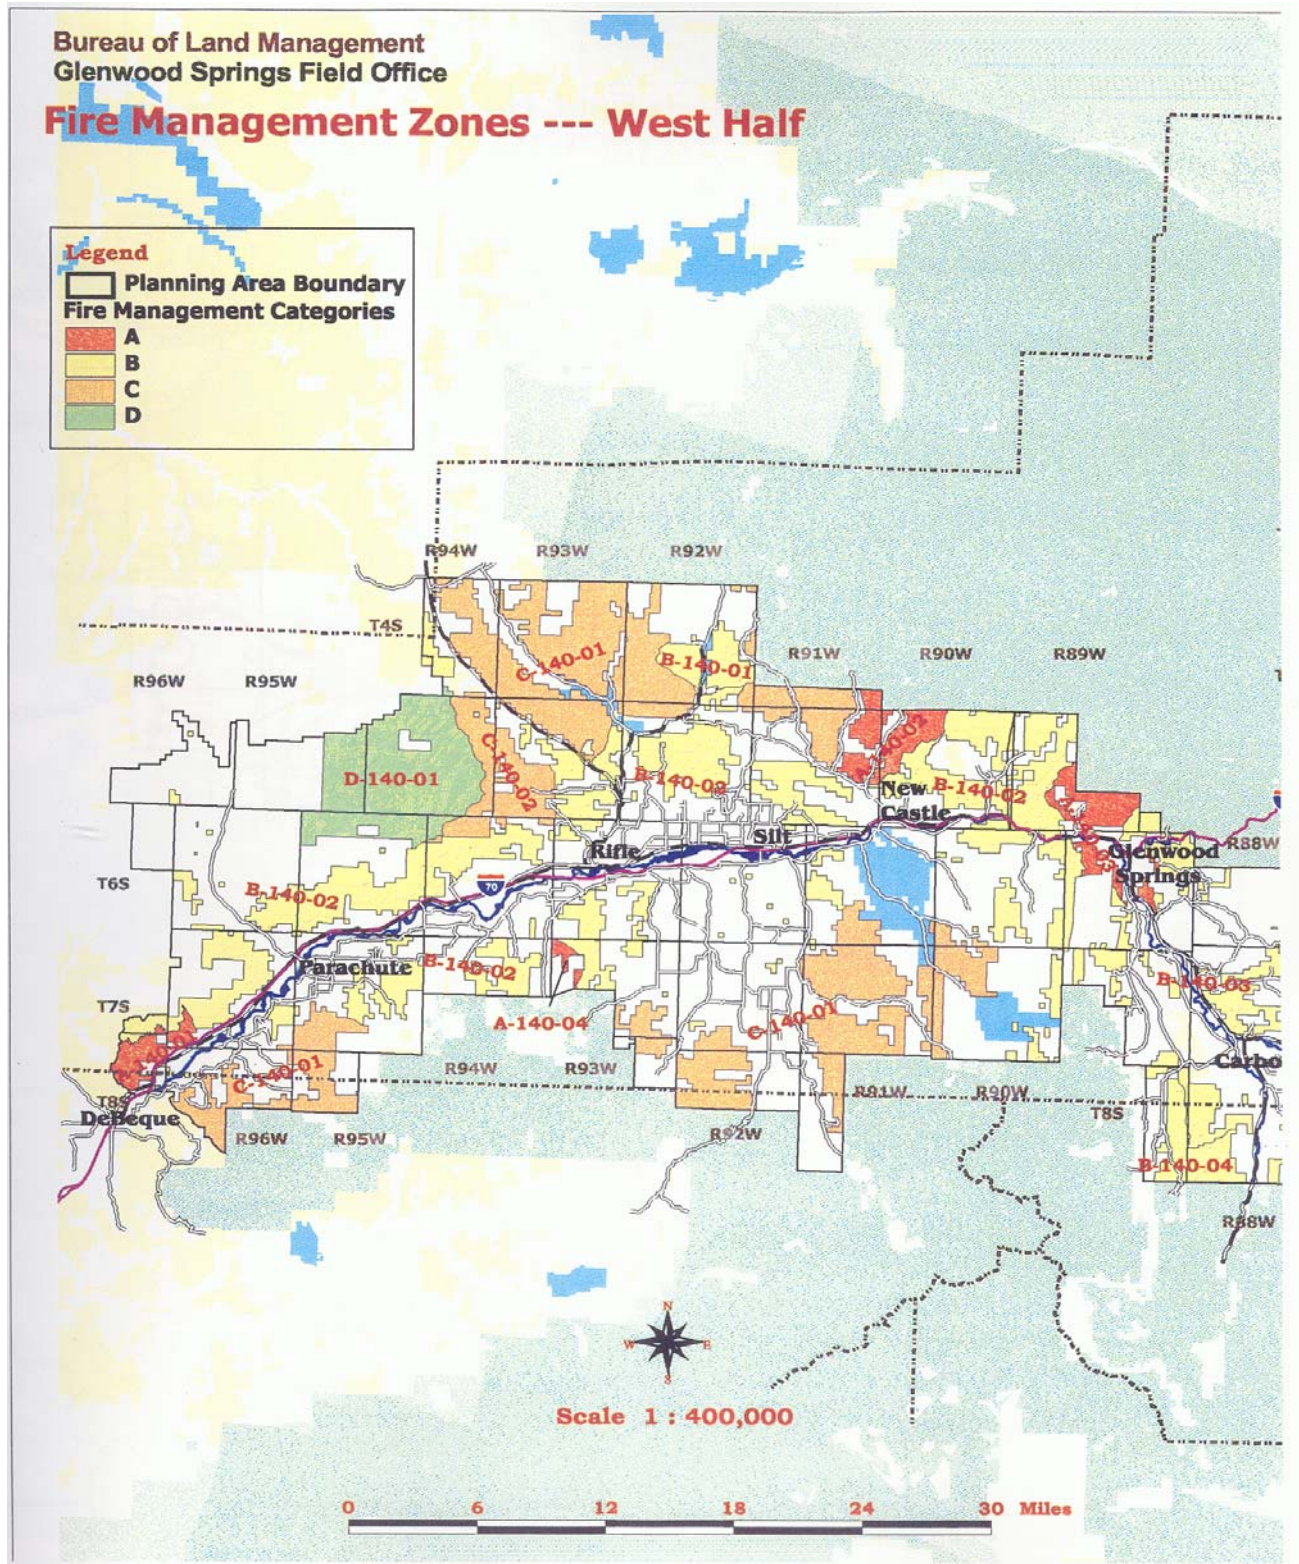 Bureau of Land Management
Glenwood Springs Field Office
Fire Management Zones --- West Half
Legend
Planning Area Boundary
Fire Management Categories
A
B
C
D
R94W
R93W
R92W
T4S
R91W
R90W
R89W
R96W
R95W
C-140-01
B-140-01
A-140-02
C-140-02
D-140-01
B-140-02
B-140-02
New
Castle
Silt
Rifle
Glenwood
Springs
R88W
70
T6S
B-140-02
Parachute
B-140-02
B-140-03
T7S
A-140-04
C-140-01
Carbo
R94W
R93W
C-140-01
T8S
DeBeque
R91W
R90W
T8S
R96W
R95W
R92W
B-140-04
R88W
N
W E
S
Scale 1 : 400,000
0 6 12 18 24 30 Miles